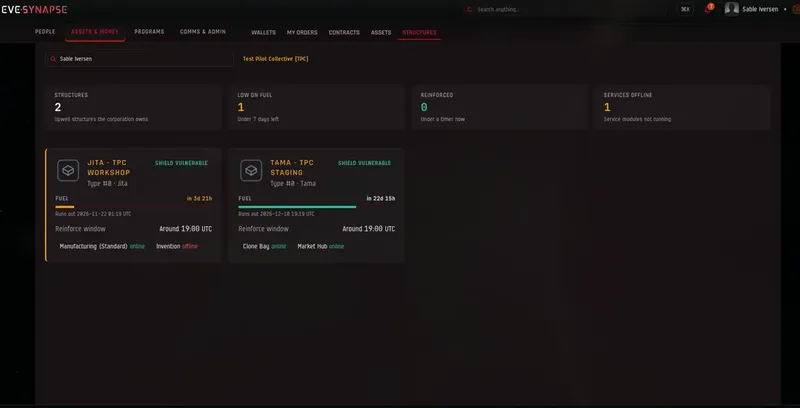 EVE·SYNAPSE
Search anything...
⌘K
2
Sable Iversen
PEOPLE
ASSETS & MONEY
PROGRAMS
COMMS & ADMIN
WALLETS
MY ORDERS
CONTRACTS
ASSETS
STRUCTURES
Sable Iversen
Test Pilot Collective [TPC]
STRUCTURES
2
Upwell structures the corporation owns
LOW ON FUEL
1
Under 7 days left
REINFORCED
0
Under a timer now
SERVICES OFFLINE
1
Service modules not running
JITA - TPC
WORKSHOP
SHIELD VULNERABLE
Type #0 · Jita
FUEL
in 3d 21h
Runs out 2026-11-22 01:19 UTC
Reinforce window
Around 19:00 UTC
Manufacturing (Standard) online
Invention offline
TAMA - TPC
STAGING
SHIELD VULNERABLE
Type #0 · Tama
FUEL
in 22d 15h
Runs out 2026-12-10 19:19 UTC
Reinforce window
Around 19:00 UTC
Clone Bay online
Market Hub online